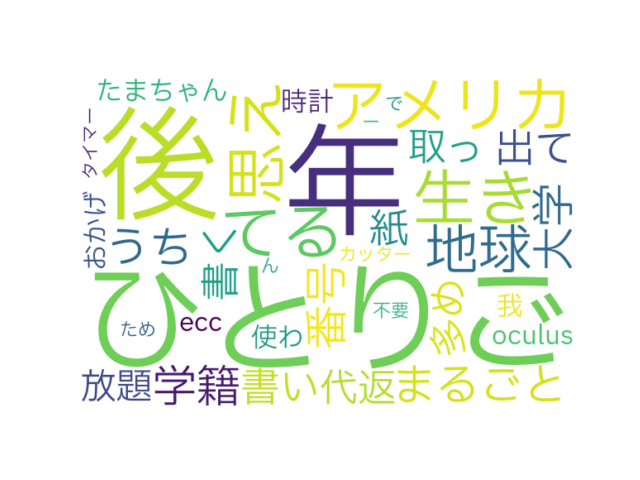 たまちゃん
後
思え
時計
アメリカ
で
ー
タイマー
年
取っ
出て
生き
おかげ
うち
くてる
紙
地球
大学
書
ん
カッター
ひとりご
番号
多め
我
ため
ecc
使わ
不要
oculus
放題
学籍
書い
代返
まるごと